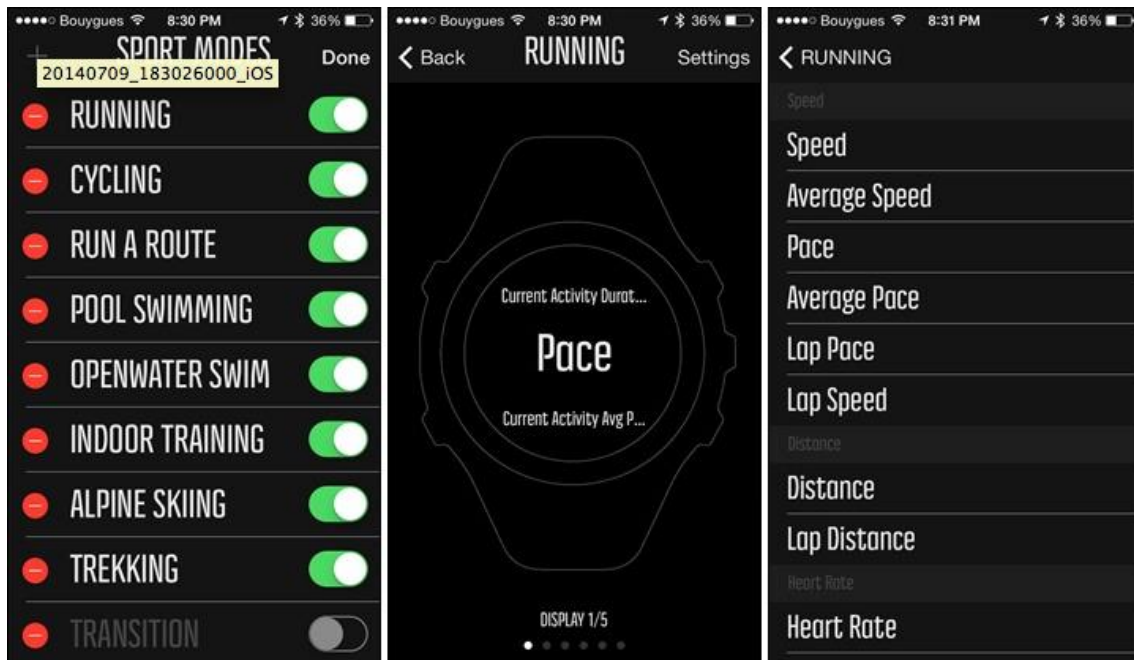 Bouygues 8:30 PM 36%
SPORT MODES Done
20140709_183026000_iOS
RUNNING
CYCLING
RUN A ROUTE
POOL SWIMMING
OPENWATER SWIM
INDOOR TRAINING
ALPINE SKIING
TREKKING
TRANSITION
Bouygues 8:30 PM 36%
Back RUNNING Settings
Current Activity Durat...
Pace
Current Activity Avg P...
DISPLAY 1/5
Bouygues 8:31 PM 36%
RUNNING
Speed
Speed
Average Speed
Pace
Average Pace
Lap Pace
Lap Speed
Distance
Distance
Lap Distance
Heart Rate
Heart Rate